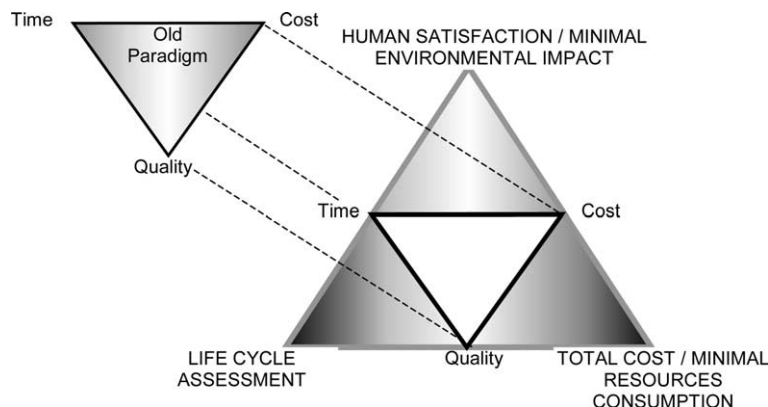 Time
Cost
Old
Paradigm
Quality
HUMAN SATISFACTION / MINIMAL
ENVIRONMENTAL IMPACT
Time
Cost
LIFE CYCLE
ASSESSMENT
Quality
TOTAL COST / MINIMAL
RESOURCES
CONSUMPTION